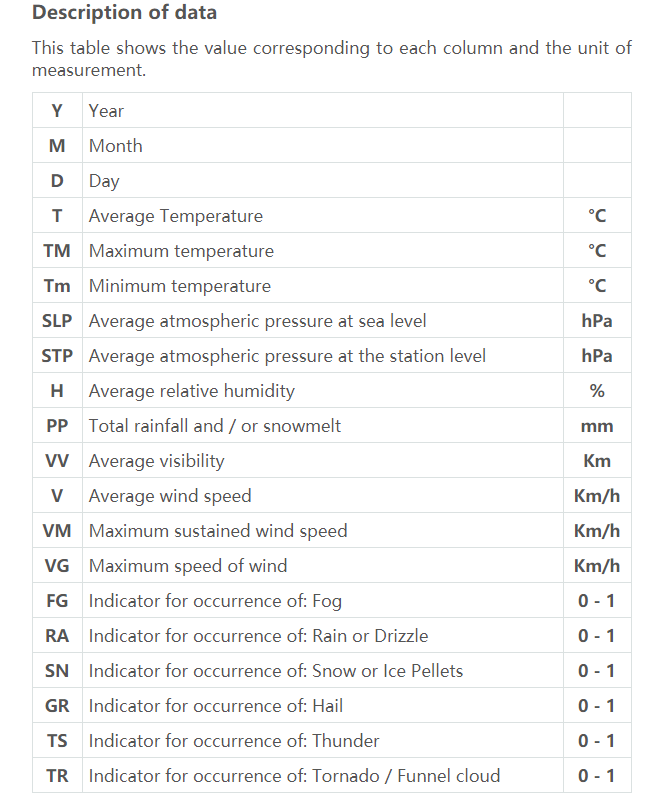 Description of data
This table shows the value corresponding to each column and the unit of
measurement.
Y Year
M Month
D Day
T Average Temperature °C
TM Maximum temperature °C
Tm Minimum temperature °C
SLP Average atmospheric pressure at sea level hPa
STP Average atmospheric pressure at the station level hPa
H Average relative humidity %
PP Total rainfall and / or snowmelt mm
VV Average visibility Km
V Average wind speed Km/h
VM Maximum sustained wind speed Km/h
VG Maximum speed of wind Km/h
FG Indicator for occurrence of: Fog 0 - 1
RA Indicator for occurrence of: Rain or Drizzle 0 - 1
SN Indicator for occurrence of: Snow or Ice Pellets 0 - 1
GR Indicator for occurrence of: Hail 0 - 1
TS Indicator for occurrence of: Thunder 0 - 1
TR Indicator for occurrence of: Tornado / Funnel cloud 0 - 1